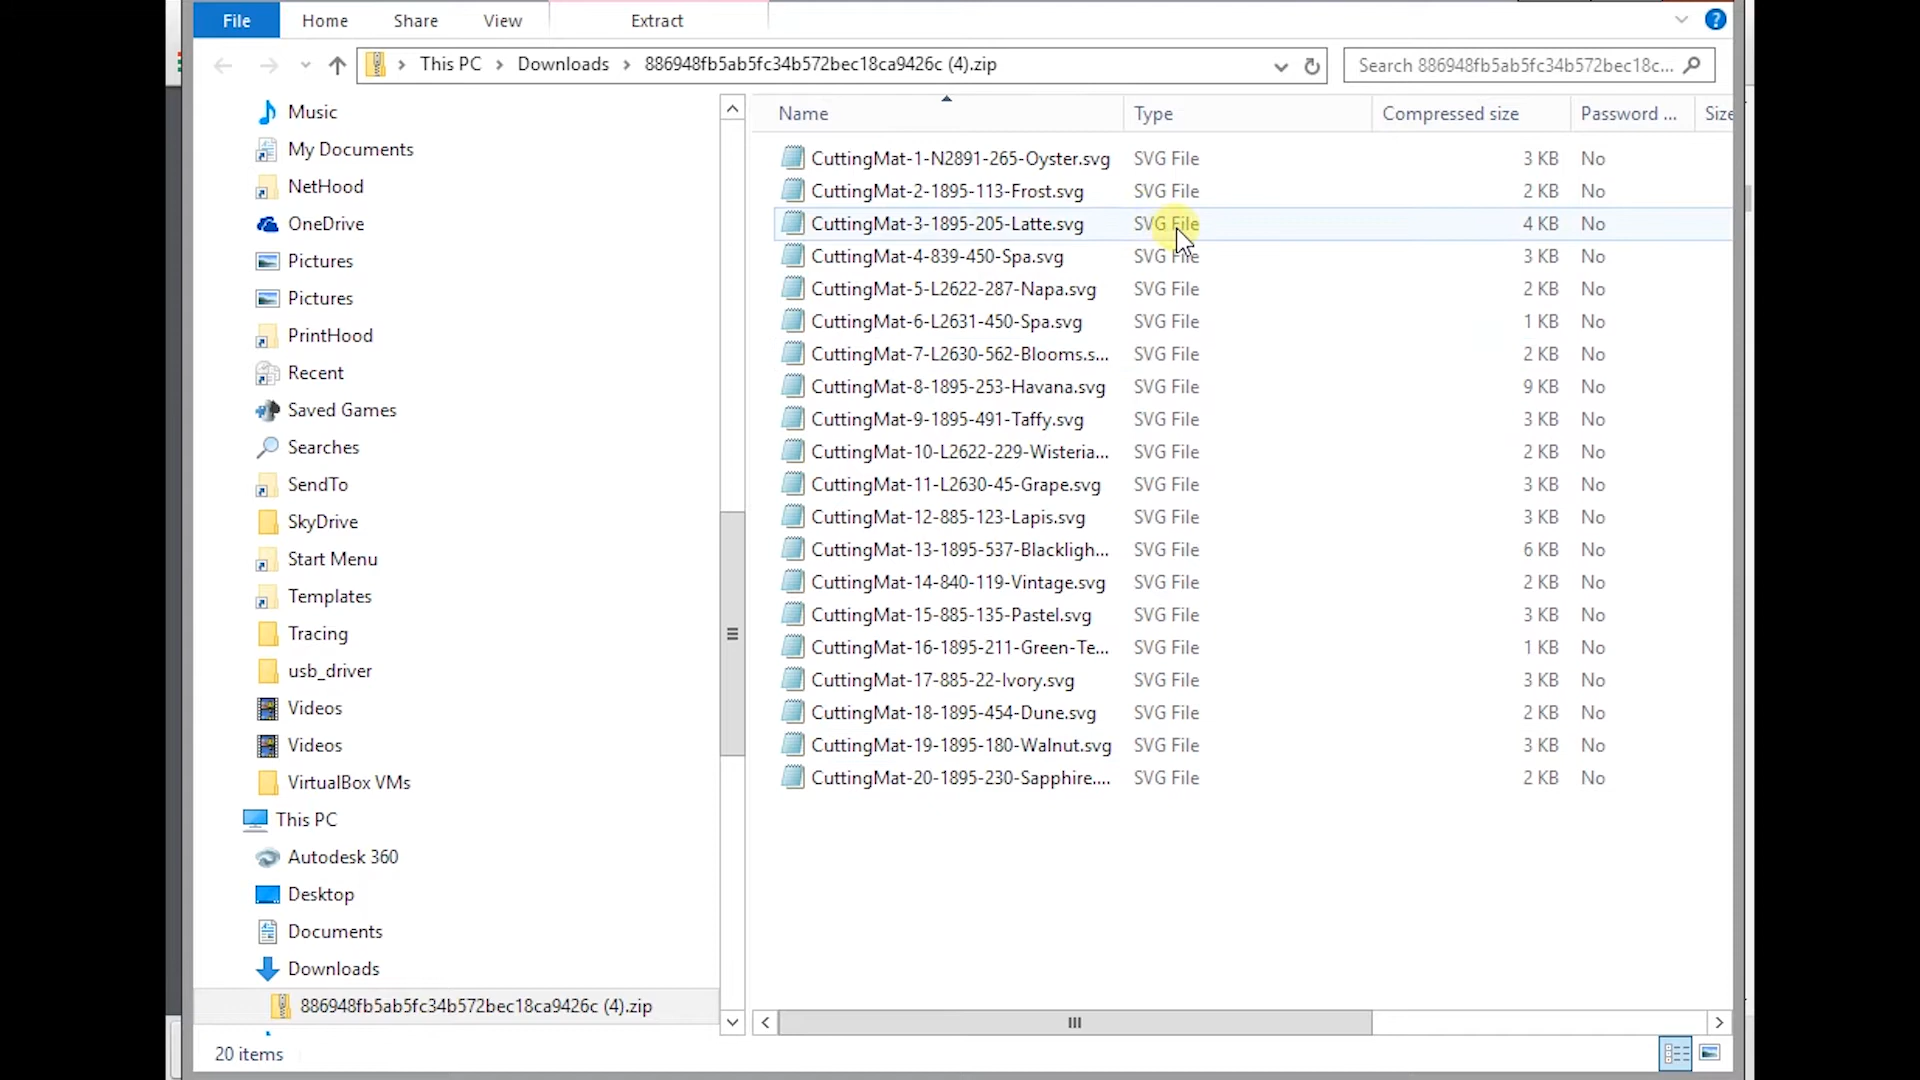 File Home Share View Extract
This PC Downloads 886948fb5ab5fc34b572bec18ca9426c (4).zip Search 886948fb5ab5fc34b572bec18c...
Music
My Documents
NetHood
OneDrive
Pictures
Pictures
PrintHood
Recent
Saved Games
Searches
SendTo
SkyDrive
Start Menu
Templates
Tracing
usb_driver
Videos
Videos
VirtualBox VMs
This PC
Autodesk 360
Desktop
Documents
Downloads
886948fb5ab5fc34b572bec18ca9426c (4).zip
Name Type Compressed size Password ... Size
CuttingMat-1-N2891-265-Oyster.svg SVG File 3 KB No
CuttingMat-2-1895-113-Frost.svg SVG File 2 KB No
CuttingMat-3-1895-205-Latte.svg SVG File 4 KB No
CuttingMat-4-839-450-Spa.svg SVG File 3 KB No
CuttingMat-5-L2622-287-Napa.svg SVG File 2 KB No
CuttingMat-6-L2631-450-Spa.svg SVG File 1 KB No
CuttingMat-7-L2630-562-Blooms.s... SVG File 2 KB No
CuttingMat-8-1895-253-Havana.svg SVG File 9 KB No
CuttingMat-9-1895-491-Taffy.svg SVG File 3 KB No
CuttingMat-10-L2622-229-Wisteria... SVG File 2 KB No
CuttingMat-11-L2630-45-Grape.svg SVG File 3 KB No
CuttingMat-12-885-123-Lapis.svg SVG File 3 KB No
CuttingMat-13-1895-537-Blackligh... SVG File 6 KB No
CuttingMat-14-840-119-Vintage.svg SVG File 2 KB No
CuttingMat-15-885-135-Pastel.svg SVG File 3 KB No
CuttingMat-16-1895-211-Green-Te... SVG File 1 KB No
CuttingMat-17-885-22-Ivory.svg SVG File 3 KB No
CuttingMat-18-1895-454-Dune.svg SVG File 2 KB No
CuttingMat-19-1895-180-Walnut.svg SVG File 3 KB No
CuttingMat-20-1895-230-Sapphire.... SVG File 2 KB No
20 items